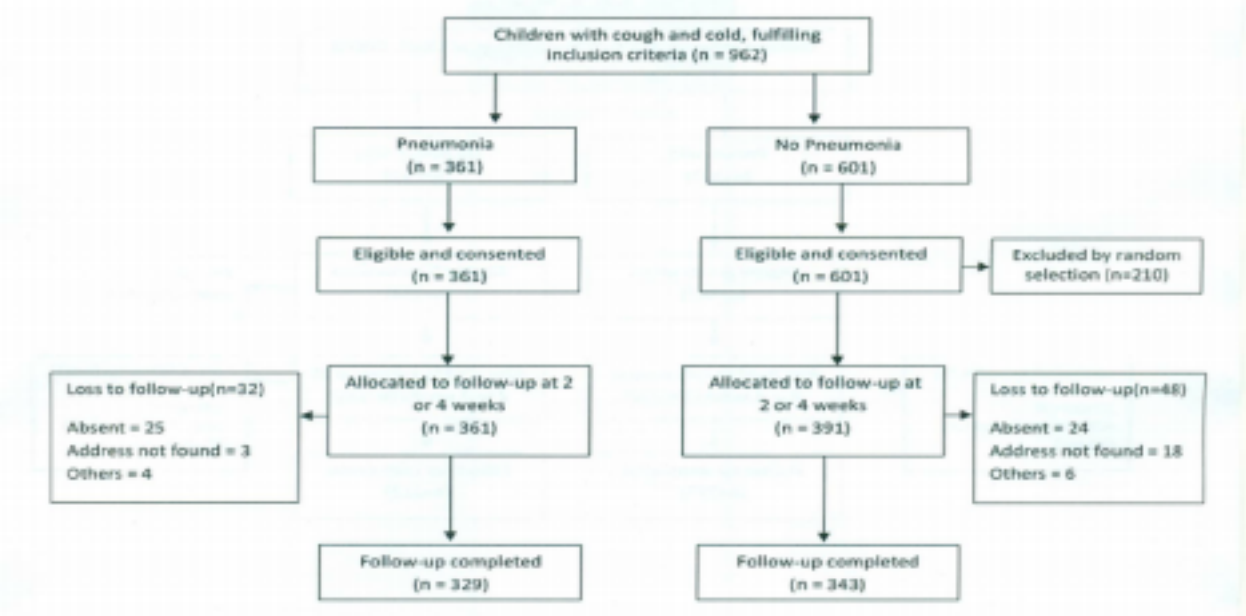 Children with cough and cold, fulfilling
inclusion criteria (n = 962)
Pneumonia
(n = 361)
No Pneumonia
(n = 601)
Eligible and consented
(n = 361)
Eligible and consented
(n = 601)
Excluded by random
selection (n=210)
Loss to follow-up(n=32)
Absent = 25
Address not found = 3
Others = 4
Allocated to follow-up at 2
or 4 weeks
(n = 361)
Allocated to follow-up at
2 or 4 weeks
(n = 391)
Loss to follow-up(n=48)
Absent = 24
Address not found = 18
Others = 6
Follow-up completed
(n = 329)
Follow-up completed
(n = 343)